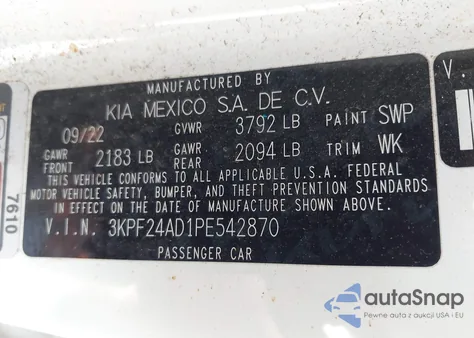 MANUFACTURED BY
KIA MEXICO S.A. DE C.V.
09/22 GVWR 3792 LB PAINT SWP
GAWR FRONT 2183 LB GAWR REAR 2094 LB TRIM WK
THIS VEHICLE CONFORMS TO ALL APPLICABLE U.S.A. FEDERAL
MOTOR VEHICLE SAFETY, BUMPER, AND THEFT PREVENTION STANDARDS
IN EFFECT ON THE DATE OF MANUFACTURE SHOWN ABOVE.
V.I.N. 3KPF24AD1PE542870
PASSENGER CAR
7610
V.
autoSnap
Pewne auta z aukcji USA i EU